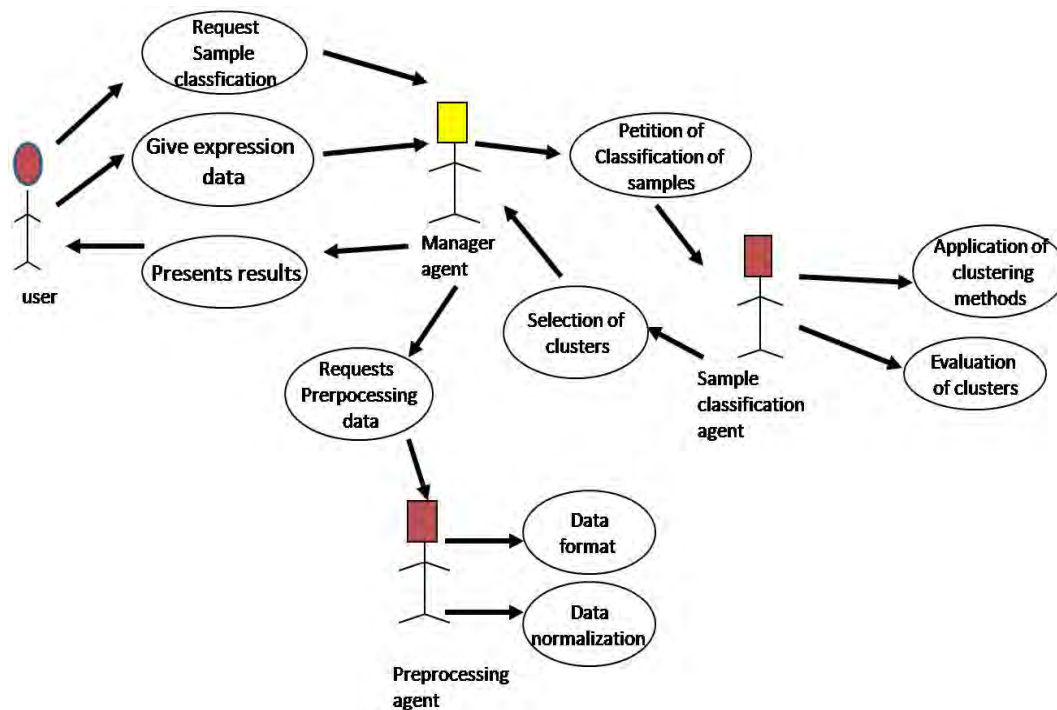 Request
Sample
classfication
Give expression
data
Presents results
user
Manager
agent
Petition of
Classification of
samples
Selection of
clusters
Sample
classification
agent
Application of
clustering
methods
Evaluation
of clusters
Requests
Prerpocessing
data
Data
format
Data
normalization
Preprocessing
agent